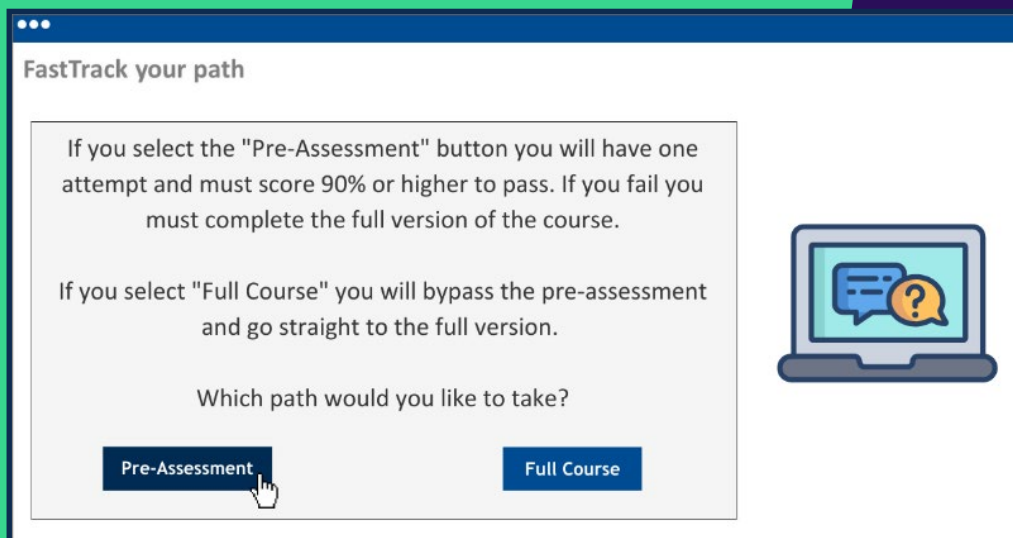 FastTrack your path
If you select the "Pre-Assessment" button you will have one
attempt and must score 90% or higher to pass. If you fail you
must complete the full version of the course.
If you select "Full Course" you will bypass the pre-assessment
and go straight to the full version.
Which path would you like to take?
Pre-Assessment
Full Course
?